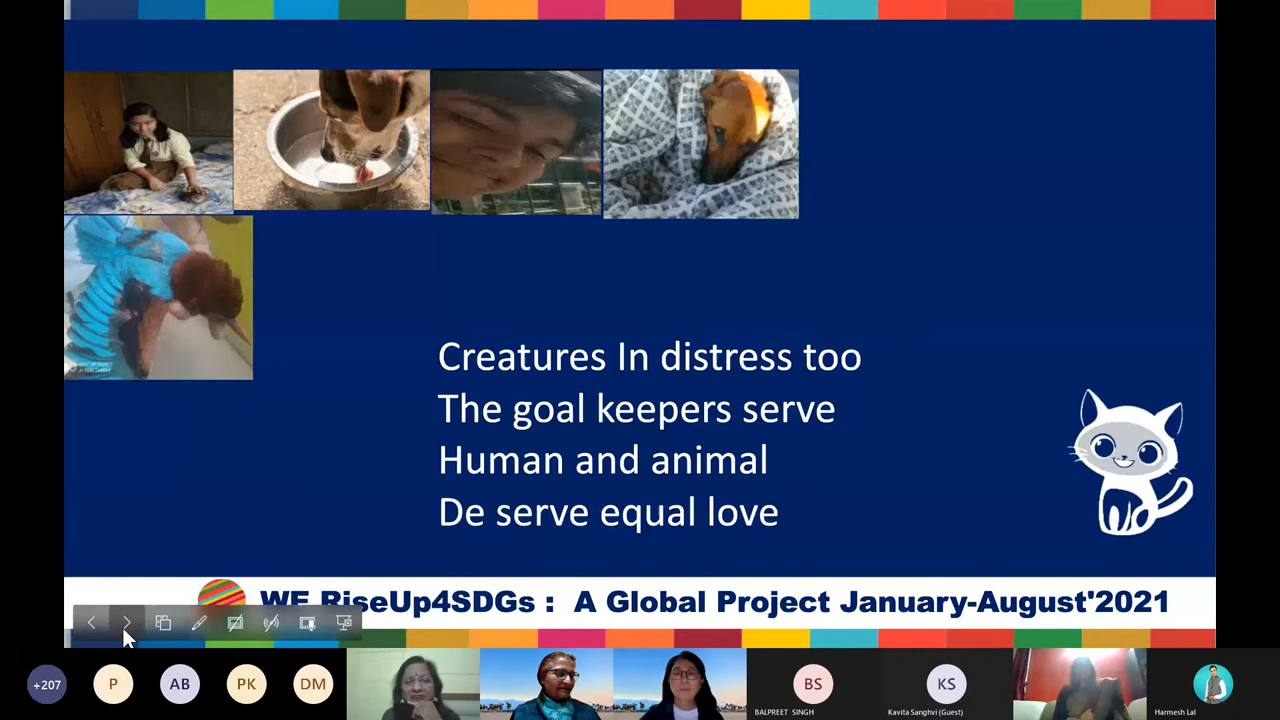 Creatures In distress too
The goal keepers serve
Human and animal
De serve equal love
WE RiseUp4SDGs : A Global Project January-August'2021
+207
P
AB
PK
DM
BS
BALPREET SINGH
KS
Kavita Sanghvi (Guest)
Harmesh Lal